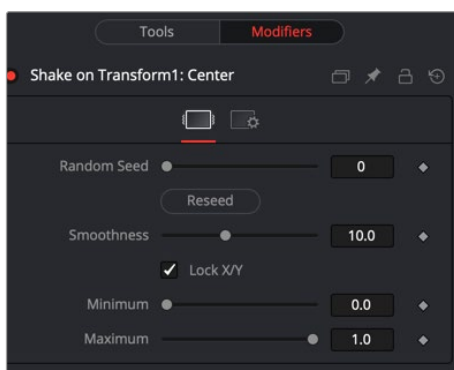 Tools Modifiers
Shake on Transform1: Center
Random Seed 0
Reseed
Smoothness 10.0
Lock X/Y
Minimum 0.0
Maximum 1.0